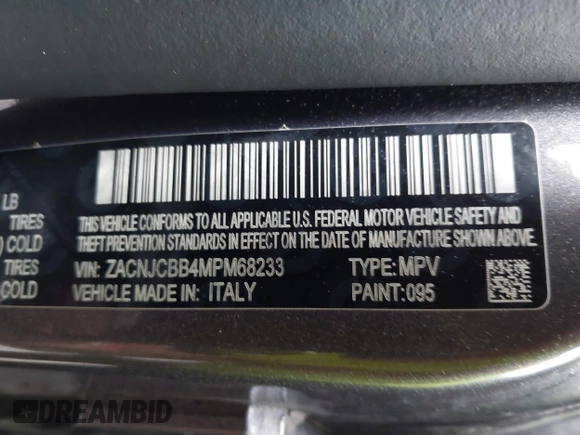 LB
TIRES
COLD
TIRES
COLD
THIS VEHICLE CONFORMS TO ALL APPLICABLE U.S. FEDERAL MOTOR VEHICLE SAFETY AND
THEFT PREVENTION STANDARDS IN EFFECT ON THE DATE OF MANUFACTURE SHOWN ABOVE.
VIN: ZACNJCBB4MPM68233 TYPE: MPV
VEHICLE MADE IN: ITALY PAINT: 095
DREAMBID